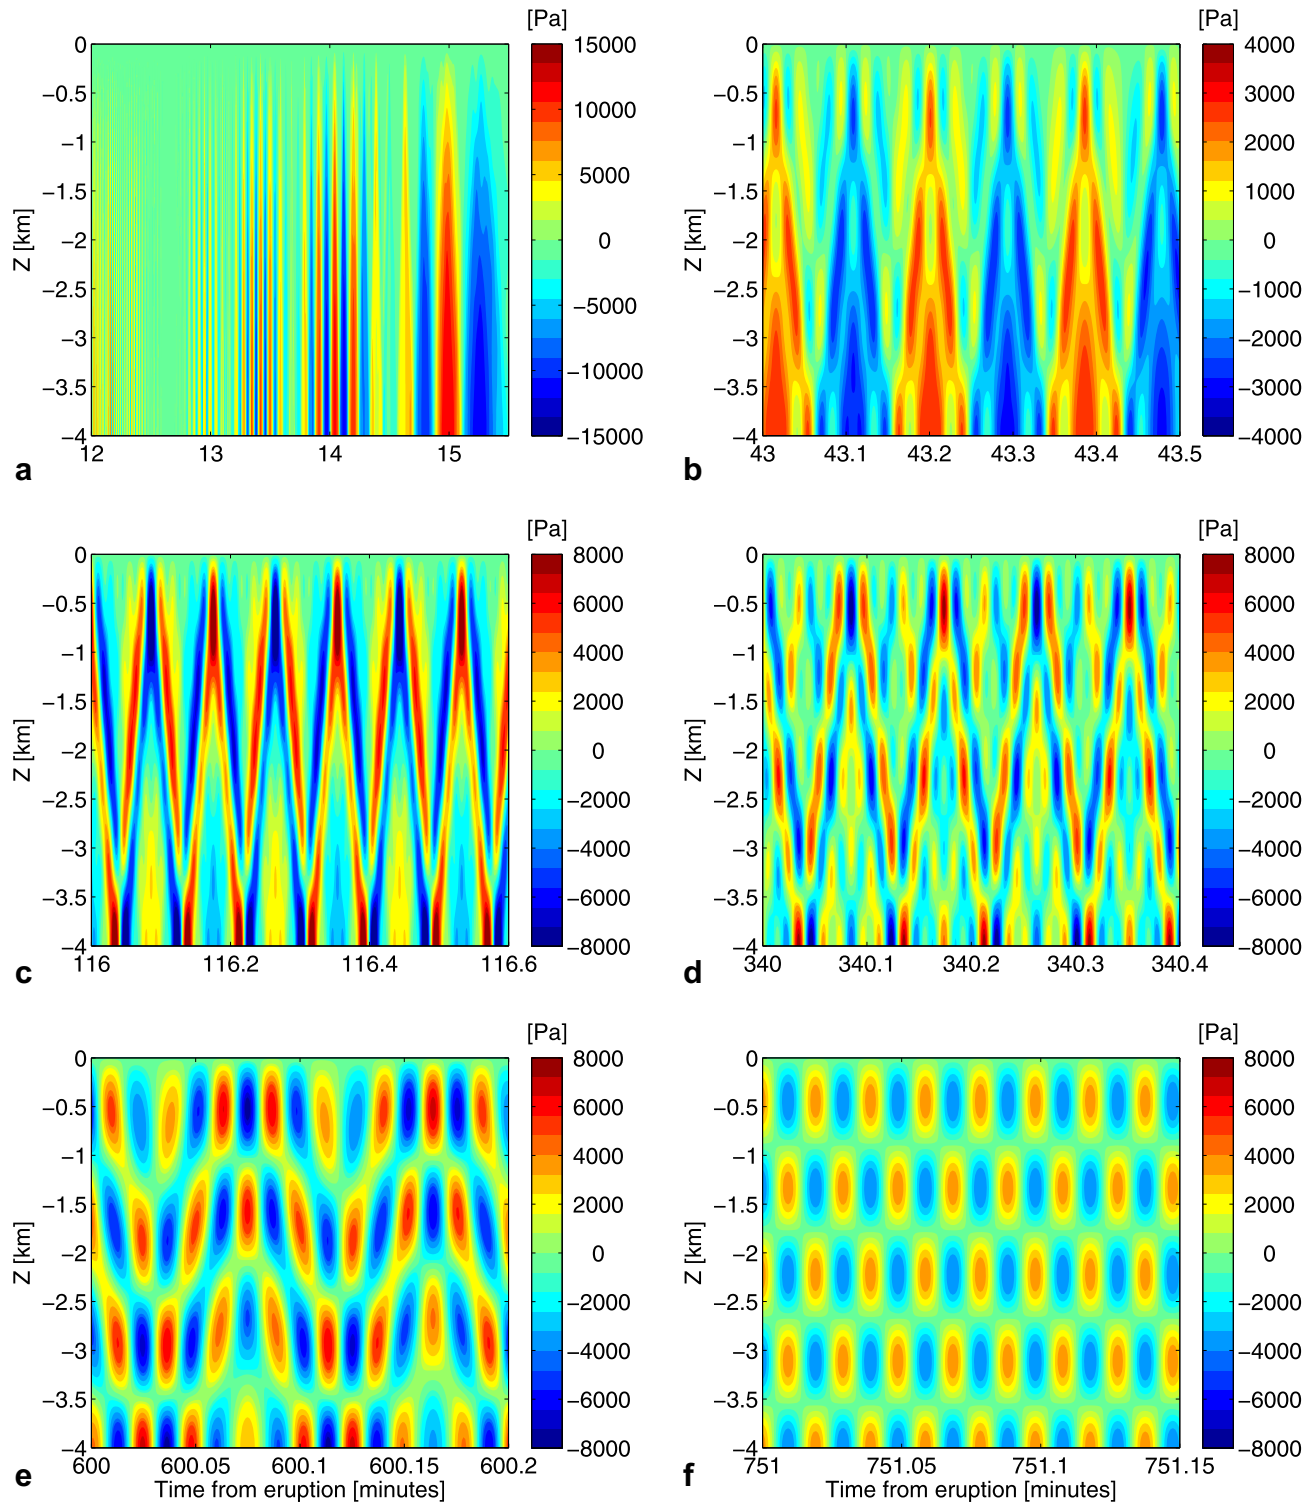 [Pa] [Pa]
0 15000 0 4000
−0.5 10000 −0.5 3000
−1 −1 2000
−1.5 5000 −1.5 1000
Z [km] −2 0 Z [km] −2 0
−2.5 −5000 −2.5 −1000
−3 −3 −2000
−3.5 −10000 −3.5 −3000
−4 −15000 −4 −4000
12 13 14 15 43 43.1 43.2 43.3 43.4 43.5
a b
[Pa] [Pa]
0 8000 0 8000
−0.5 6000 −0.5 6000
−1 4000 −1 4000
−1.5 2000 −1.5 2000
Z [km] −2 0 Z [km] −2 0
−2.5 −2000 −2.5 −2000
−3 −4000 −3 −4000
−3.5 −6000 −3.5 −6000
−4 −8000 −4 −8000
116 116.2 116.4 116.6 340 340.1 340.2 340.3 340.4
c d
[Pa] [Pa]
0 8000 0 8000
−0.5 6000 −0.5 6000
−1 4000 −1 4000
−1.5 2000 −1.5 2000
Z [km] −2 0 Z [km] −2 0
−2.5 −2000 −2.5 −2000
−3 −4000 −3 −4000
−3.5 −6000 −3.5 −6000
−4 −8000 −4 −8000
600 600.05 600.1 600.15 600.2 751 751.05 751.1 751.15
e Time from eruption [minutes] f Time from eruption [minutes]